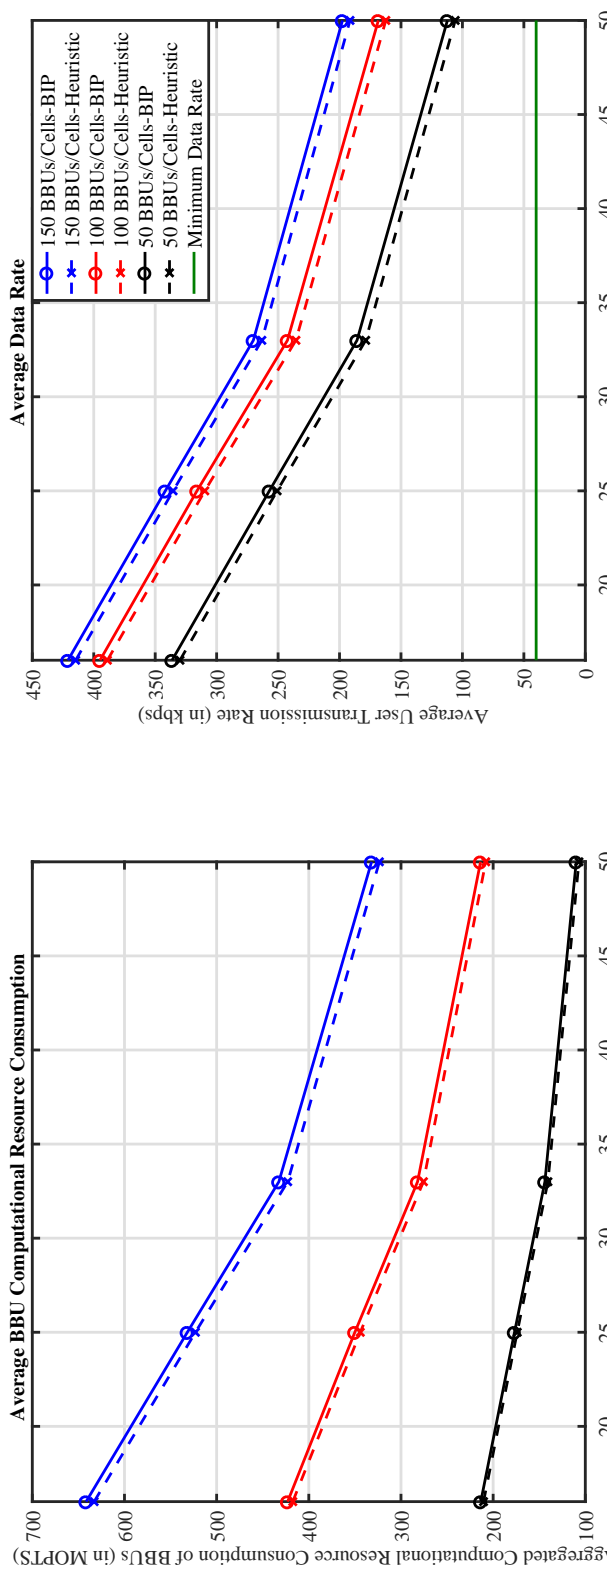 Average BBU Computational Resource Consumption
700
600
500
400
300
200
100
20
25
30
35
40
45
50
Computational Resource Consumption of BBUs (in MOPTS)
Average Data Rate
450
400
350
300
250
200
150
100
50
0
20
25
30
35
40
45
50
Average User Transmission Rate (in kbps)
150 BBUs/Cells-BIP
150 BBUs/Cells-Heuristic
100 BBUs/Cells-BIP
100 BBUs/Cells-Heuristic
50 BBUs/Cells-BIP
50 BBUs/Cells-Heuristic
Minimum Data Rate